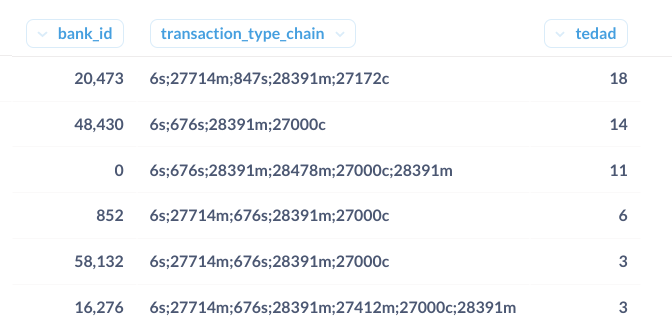 bank_id transaction_type_chain tedad
20,473 6s;27714m;847s;28391m;27172c 18
48,430 6s;676s;28391m;27000c 14
0 6s;676s;28391m;28478m;27000c;28391m 11
852 6s;27714m;676s;28391m;27000c 6
58,132 6s;27714m;676s;28391m;27000c 3
16,276 6s;27714m;676s;28391m;27412m;27000c;28391m 3